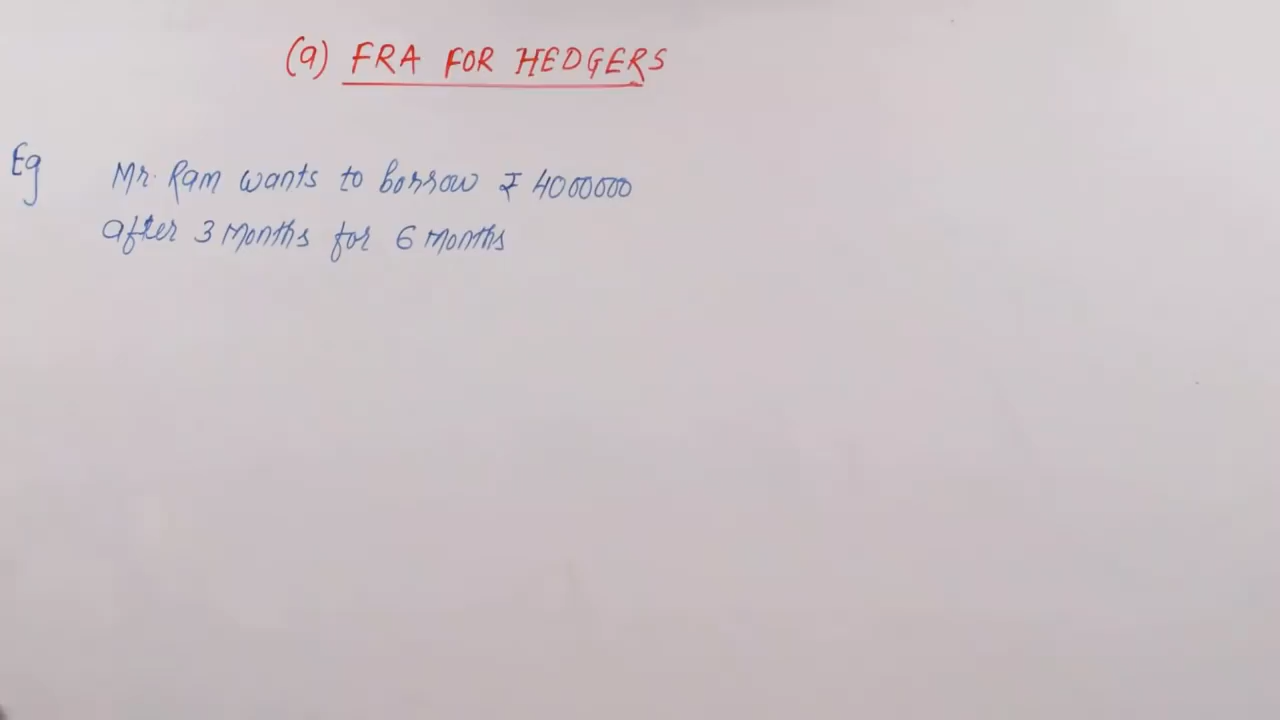 (a) FRA FOR HEDGERS
Eg
Mr. Ram wants to borrow ₹ 4000000
after 3 Months for 6 Months